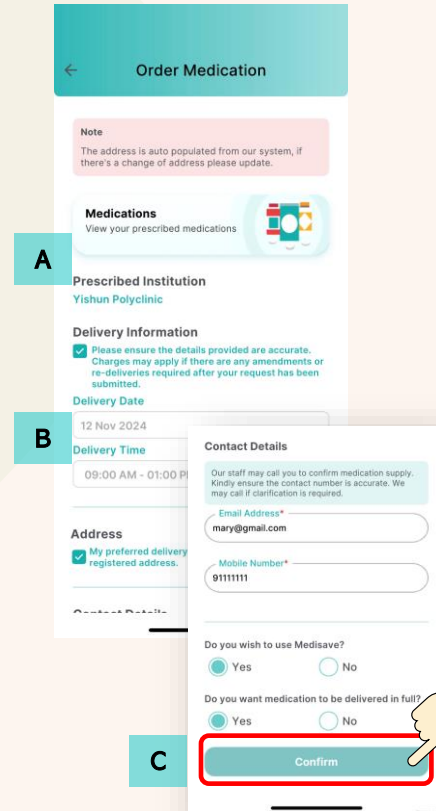 Order Medication
Note
The address is auto populated from our system, if
there's a change of address please update.
Medications
View your prescribed medications
A
Prescribed Institution
Yishun Polyclinic
Delivery Information
Please ensure the details provided are accurate.
Charges may apply if there are any amendments or
re-deliveries required after your request has been
submitted.
Delivery Date
12 Nov 2024
B
Delivery Time
09:00 AM - 01:00
Address
My preferred delivery
registered address.
Contact Details
Contact Details
Our staff may call you to confirm medication supply.
Kindly ensure the contact number is accurate. We
may call if clarification is required.
Email Address*
mary@gmail.com
Mobile Number*
91111111
Do you wish to use Medisave?
Yes
No
Do you want medication to be delivered in full?
Yes
No
C
Confirm